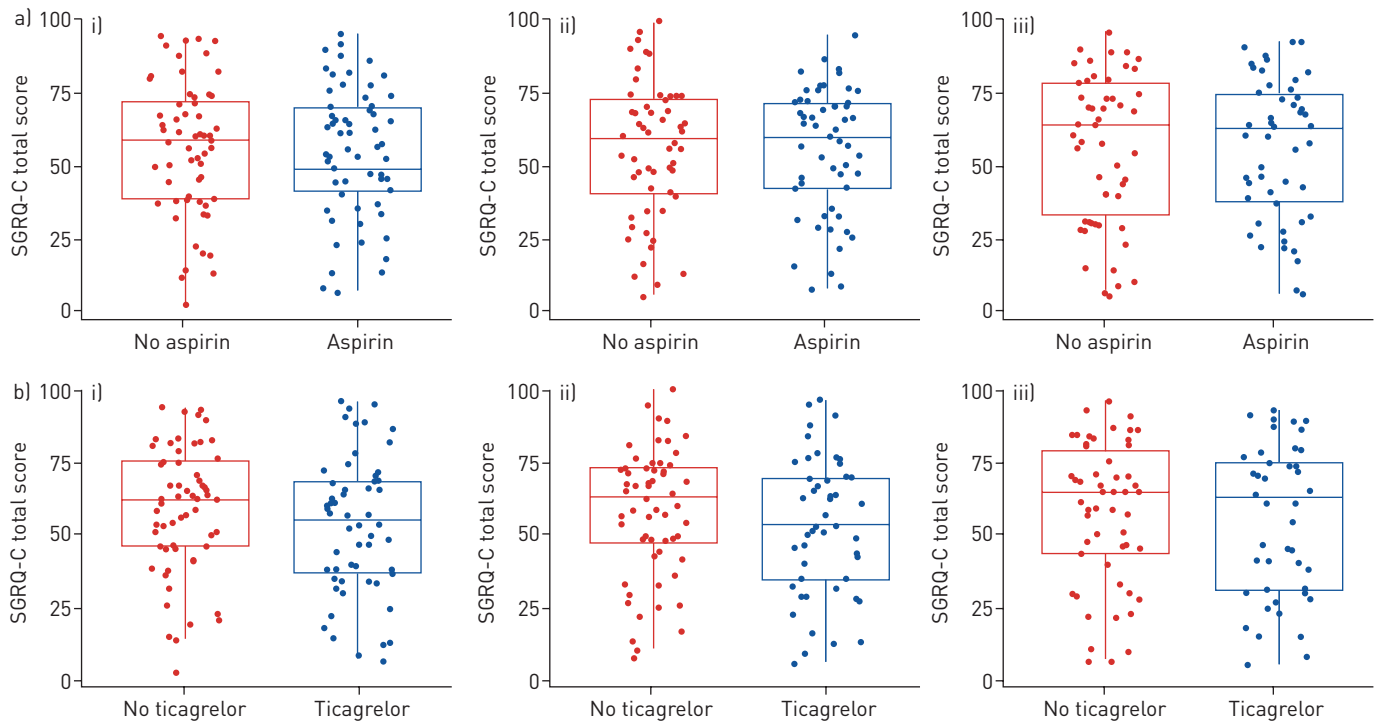 a) i) ii) iii)
100 100 100
75 75 75
50 50 50
25 25 25
0 0 0
SGRQ-C total score SGRQ-C total score SGRQ-C total score
No aspirin Aspirin No aspirin Aspirin No aspirin Aspirin
b) i) ii) iii)
100 100 100
75 75 75
50 50 50
25 25 25
0 0 0
SGRQ-C total score SGRQ-C total score SGRQ-C total score
No ticagrelor Ticagrelor No ticagrelor Ticagrelor No ticagrelor Ticagrelor